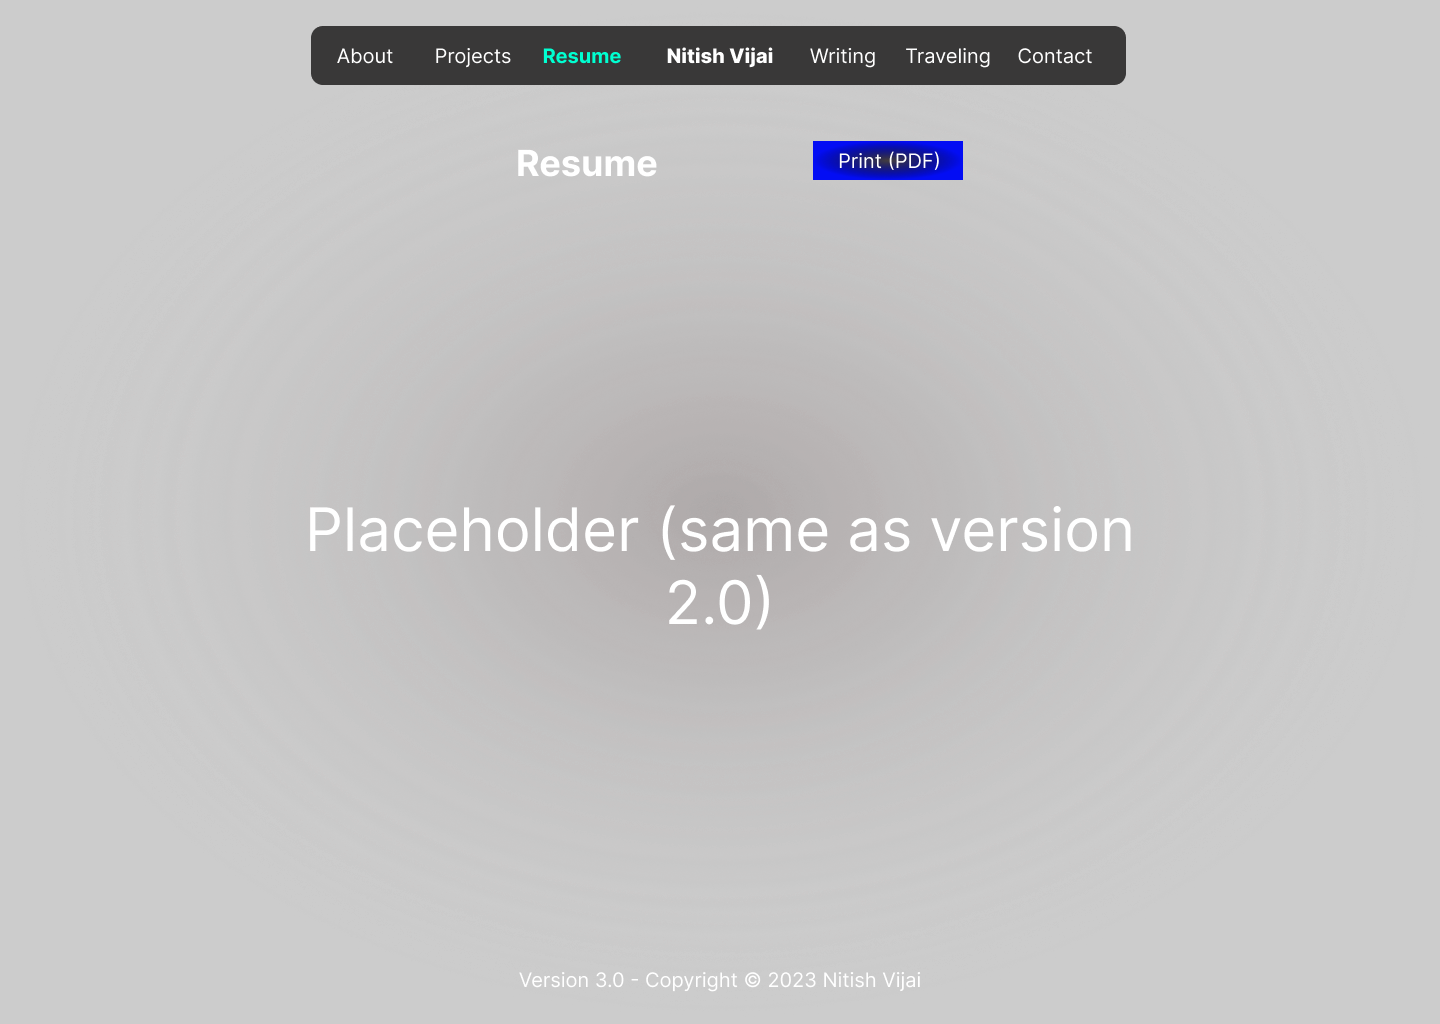 About Projects Resume Nitish Vijai Writing Traveling Contact
Resume Print (PDF)
Placeholder (same as version
2.0)
Version 3.0 - Copyright © 2023 Nitish Vijai